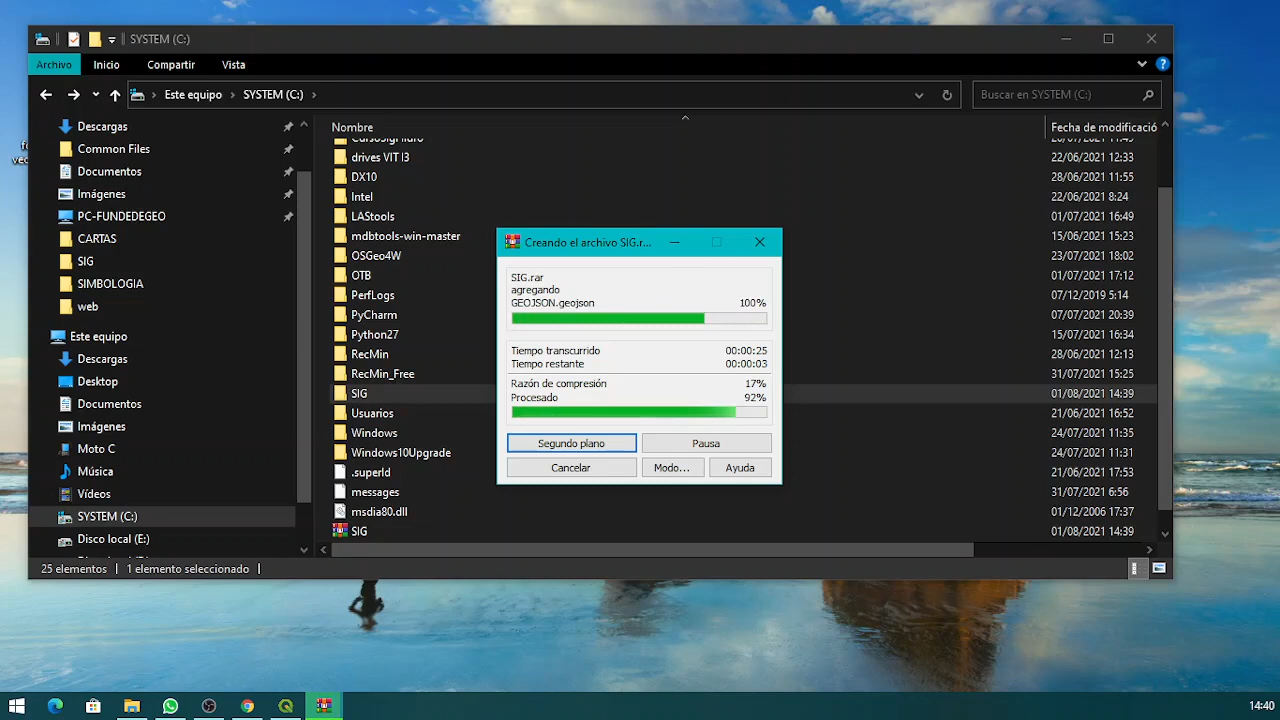 SYSTEM (C:)
Archivo Inicio Compartir Vista
Este equipo SYSTEM (C:)
Buscar en SYSTEM (C:)
Descargas
Common Files
Documentos
Imágenes
PC-FUNDEDEGEO
CARTAS
SIG
SIMBOLOGIA
web
Este equipo
Descargas
Desktop
Documentos
Imágenes
Moto C
Música
Vídeos
SYSTEM (C:)
Disco local (E:)
Nombre Fecha de modificació
drives VIT I3 22/06/2021 12:33
DX10 28/06/2021 11:55
Intel 22/06/2021 8:24
LAStools 01/07/2021 16:49
mdbtools-win-master 15/06/2021 15:23
OSGeo4W 23/07/2021 18:02
OTB 01/07/2021 17:12
PerfLogs 07/12/2019 5:14
PyCharm 07/07/2021 20:39
Python27 15/07/2021 16:34
RecMin 28/06/2021 12:13
RecMin_Free 31/07/2021 15:25
SIG 01/08/2021 14:39
Usuarios 21/06/2021 16:52
Windows 24/07/2021 11:35
Windows10Upgrade 24/07/2021 11:31
.superId 21/06/2021 17:53
messages 31/07/2021 6:56
msdia80.dll 01/12/2006 17:37
SIG 01/08/2021 14:39
Creando el archivo SIG.r...
SIG.rar
agregando
GEOJSON.geojson 100%
Tiempo transcurrido 00:00:25
Tiempo restante 00:00:03
Razón de compresión 17%
Procesado 92%
Segundo plano Pausa
Cancelar Modo... Ayuda
25 elementos 1 elemento seleccionado
14:40